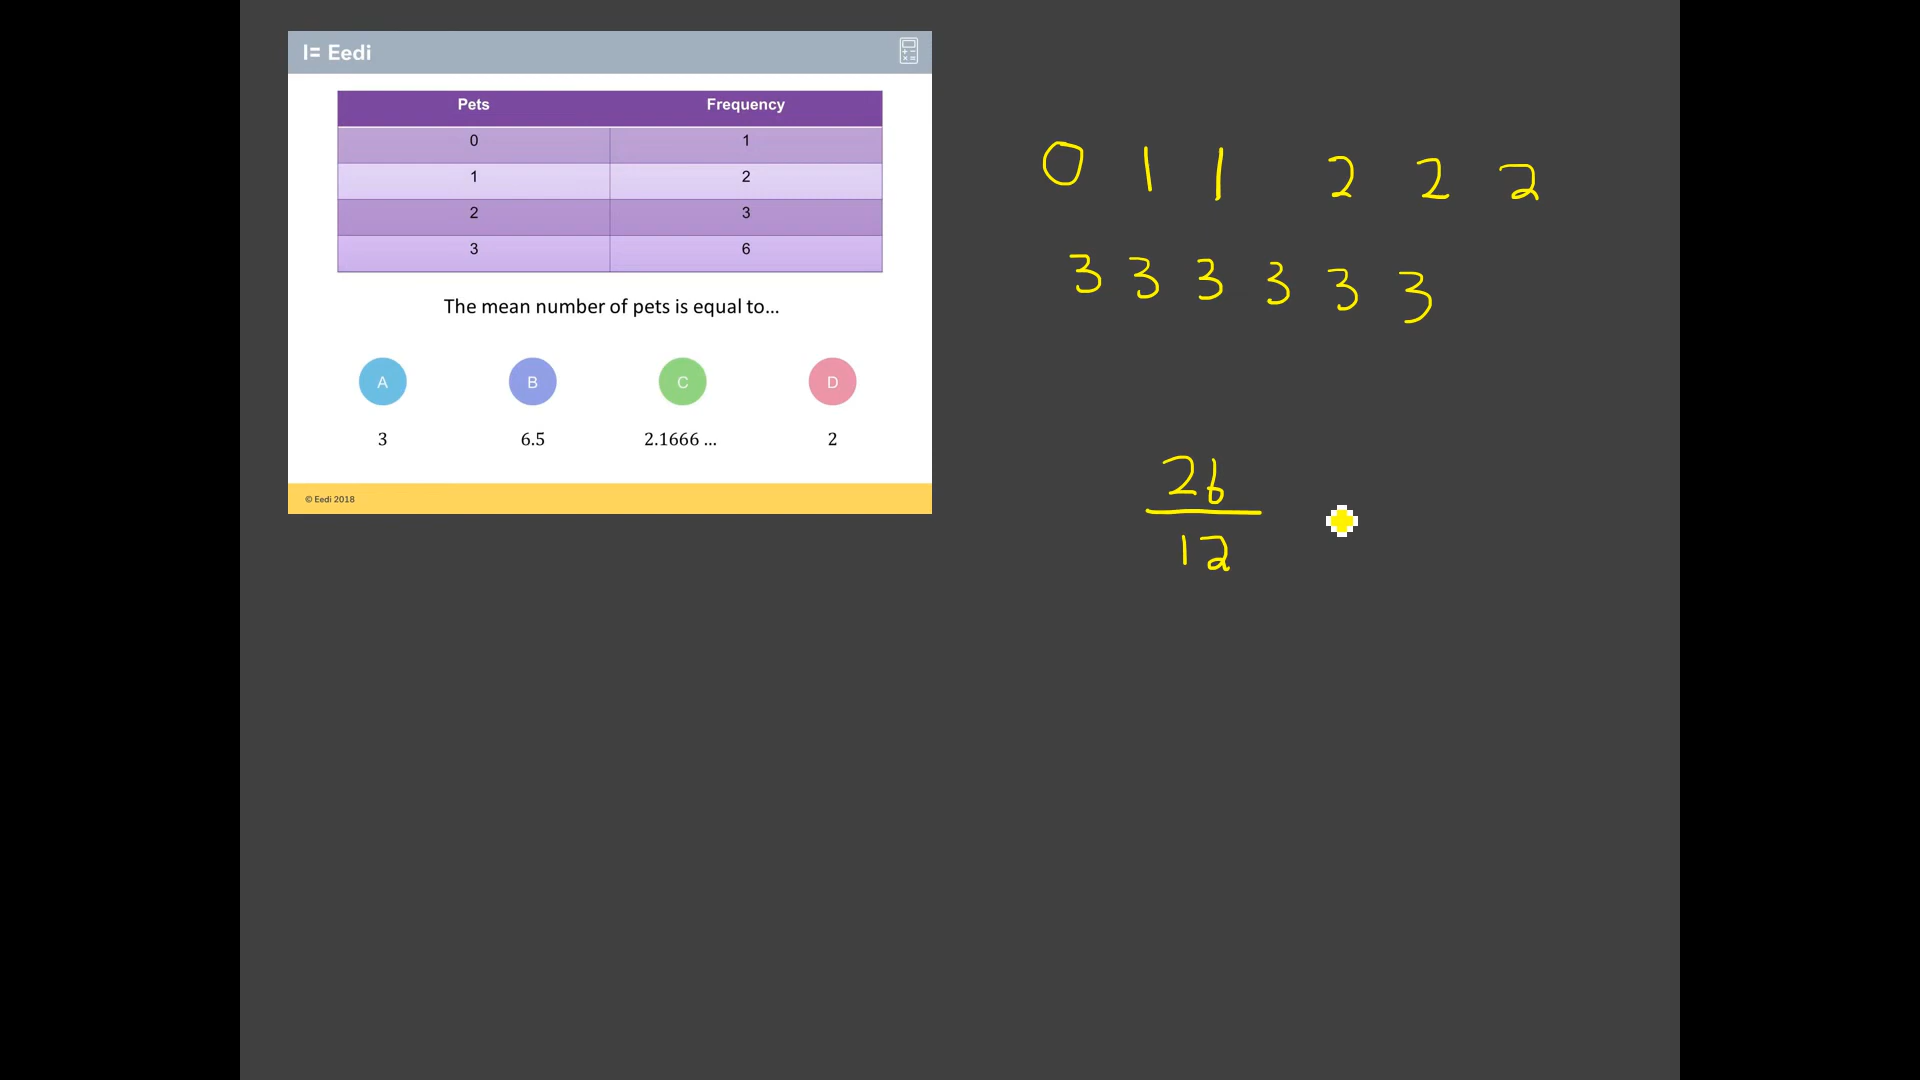 I= Eedi
Pets Frequency
0 1
1 2
2 3
3 6
The mean number of pets is equal to...
A B C D
3 6.5 2.1666 ... 2
© Eedi 2018
0 1 1 2 2 2
3 3 3 3 3 3
26
12